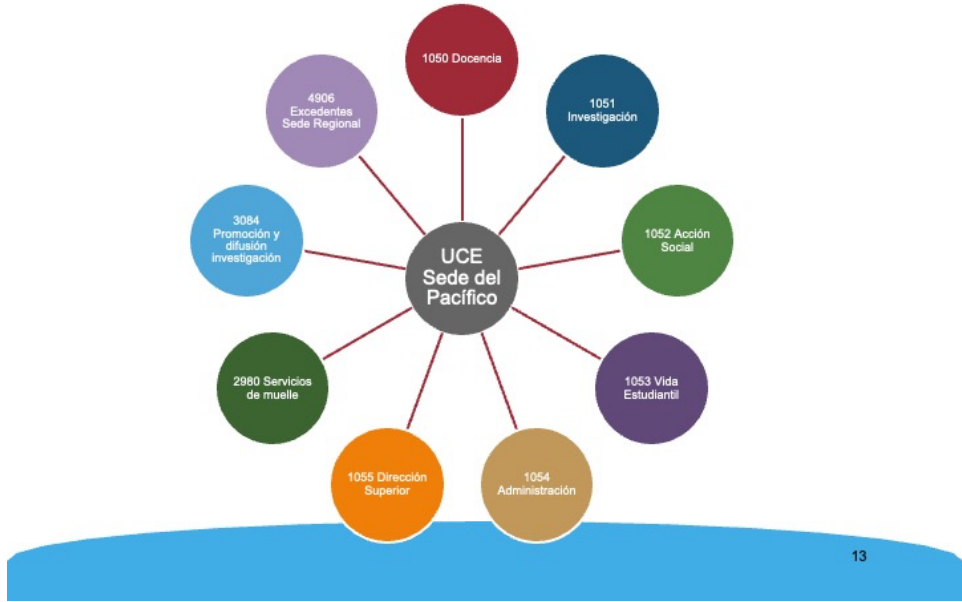 1050 Docencia
1051
Investigación
1052 Acción
Social
1053 Vida
Estudiantil
1054
Administración
1055 Dirección
Superior
2980 Servicios
de muelle
3084
Promoción y
difusión
investigación
4906
Excedentes
Sede Regional
UCE
Sede del
Pacífico
13